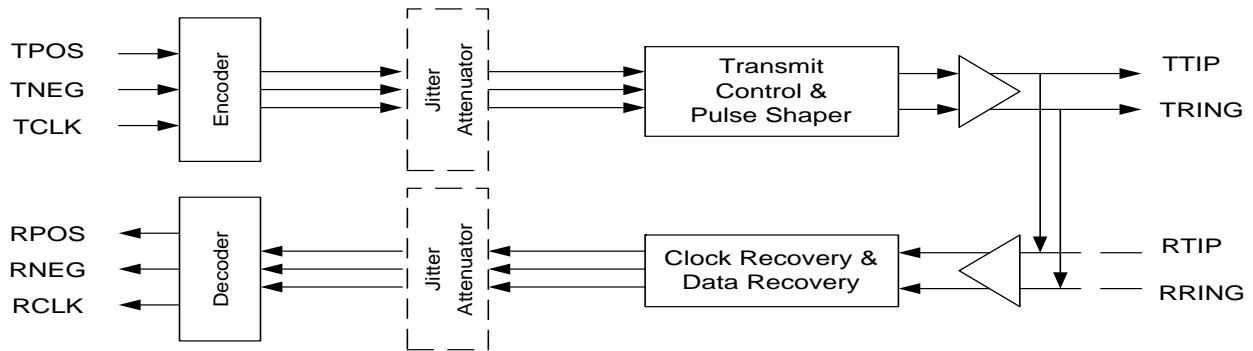 TPOS
TNEG
TCLK
Encoder
Jitter
Attenuator
Transmit
Control &
Pulse Shaper
TTIP
TRING
RPOS
RNEG
RCLK
Decoder
Jitter
Attenuator
Clock Recovery &
Data Recovery
RTIP
RRING